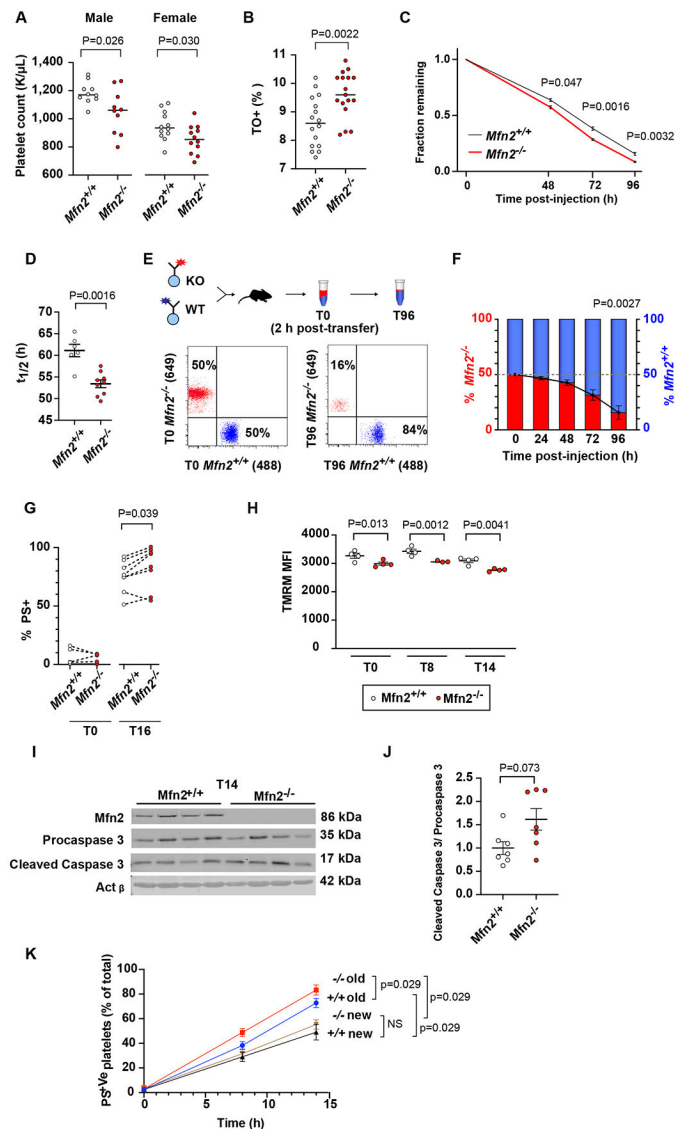 A
Male
Female
P=0.026
P=0.030
Platelet count (K/µL)
1,400
1,200
1,000
800
600
Mfn2+/+
Mfn2-/-
Mfn2+/+
Mfn2-/-
B
P=0.0022
TO+ (%)
12
11
10
9
8
7
Mfn2+/+
Mfn2-/-
C
Fraction remaining
1.0
0.5
0.0
P=0.047
P=0.0016
P=0.0032
Mfn2+/+
Mfn2-/-
0
48
72
96
Time post-injection (h)
D
P=0.0016
t1/2 (h)
70
65
60
55
50
45
Mfn2+/+
Mfn2-/-
E
KO
WT
T0
T96
(2 h post-transfer)
50%
50%
T0 Mfn2-/- (649)
T0 Mfn2+/+ (488)
16%
84%
T96 Mfn2-/- (649)
T96 Mfn2+/+ (488)
F
P=0.0027
% Mfn2-/-
100
50
0
100
50
0
% Mfn2+/+
0 24 48 72 96
Time post-injection (h)
G
P=0.039
% PS+
100
50
0
Mfn2+/+
Mfn2-/-
Mfn2+/+
Mfn2-/-
T0
T16
H
P=0.013
P=0.0012
P=0.0041
TMRM MFI
4000
3000
2000
1000
0
T0
T8
T14
Mfn2+/+
Mfn2-/-
I
T14
Mfn2+/+
Mfn2-/-
Mfn2
86 kDa
Procaspase 3
35 kDa
Cleaved Caspase 3
17 kDa
Act β
42 kDa
J
P=0.073
Cleaved Caspase 3/ Procaspase 3
2.5
2.0
1.5
1.0
0.5
0.0
Mfn2+/+
Mfn2-/-
K
PS+Ve platelets (% of total)
100
80
60
40
20
0
0
5
10
15
Time (h)
-/- old
+/+ old
-/- new
+/+ new
p=0.029
NS
p=0.029
p=0.029